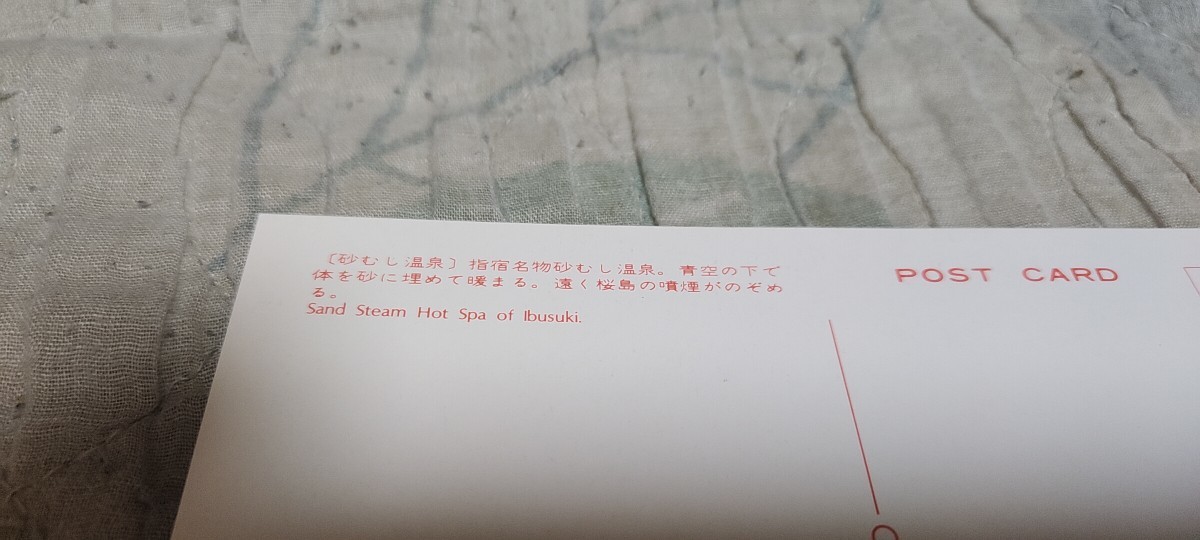 〔砂むし温泉〕指宿名物砂むし温泉。青空の下で
体を砂に埋めて暖まる。遠く桜島の噴煙がのぞめ
る。
Sand Steam Hot Spa of Ibusuki.
POST CARD